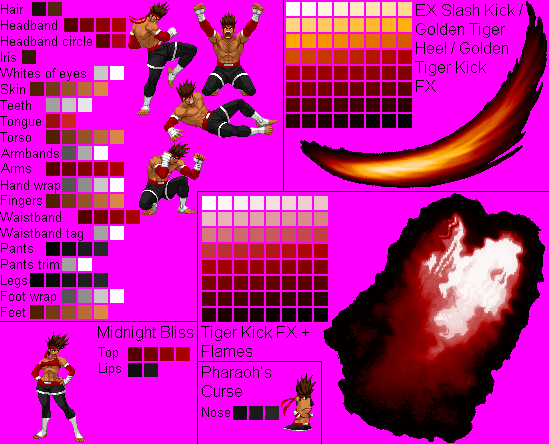 Hair
Headband
Headband circle
Iris
Whites of eyes
Skin
Teeth
Tongue
Torso
Armbands
Arms
Hand wrap
Fingers
Waistband
Waistband tag
Pants
Pants trim
Legs
Foot wrap
Feet
EX Slash Kick /
Golden Tiger
Heel / Golden
Tiger Kick
FX
Midnight Bliss
Top
Lips
Tiger Kick FX +
Flames
Pharaoh's
Curse
Nose